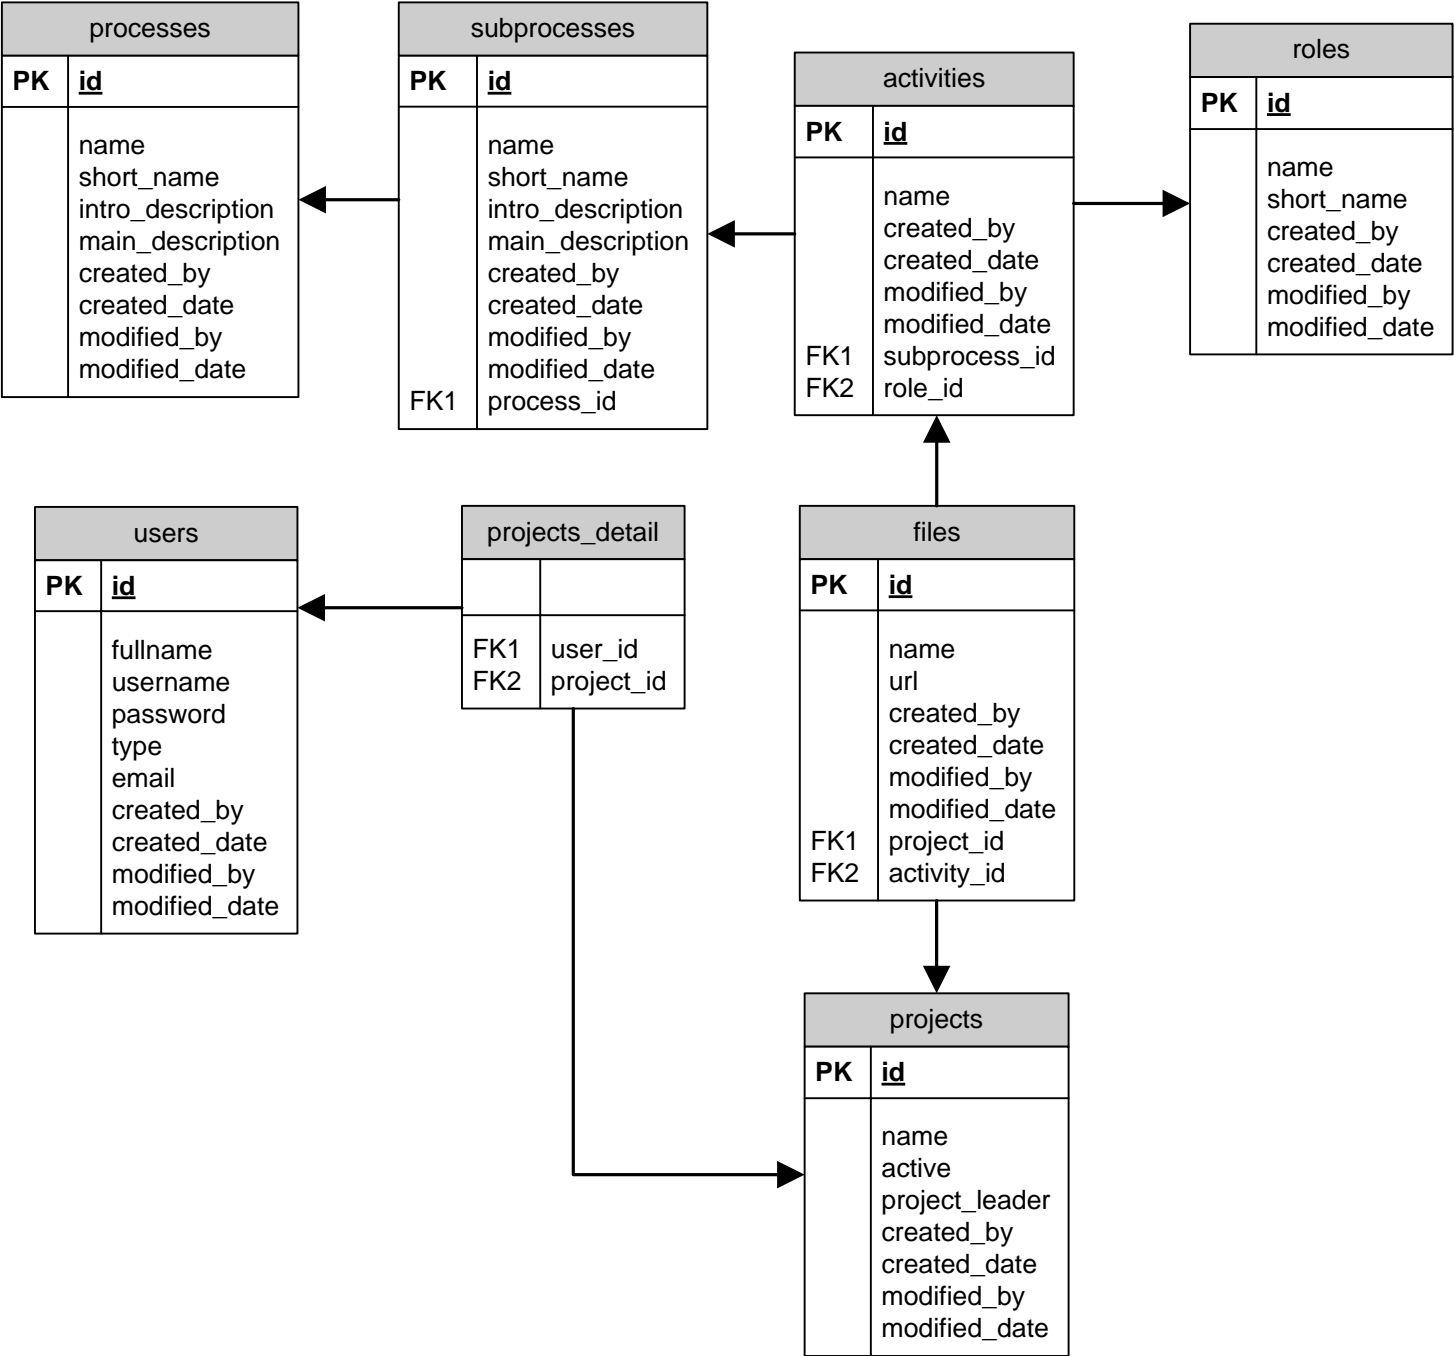 processes
PK id
name
short_name
intro_description
main_description
created_by
created_date
modified_by
modified_date
subprocesses
PK id
name
short_name
intro_description
main_description
created_by
created_date
modified_by
modified_date
FK1 process_id
activities
PK id
name
created_by
created_date
modified_by
modified_date
FK1 subprocess_id
FK2 role_id
roles
PK id
name
short_name
created_by
created_date
modified_by
modified_date
users
PK id
fullname
username
password
type
email
created_by
created_date
modified_by
modified_date
projects_detail
FK1 user_id
FK2 project_id
files
PK id
name
url
created_by
created_date
modified_by
modified_date
FK1 project_id
FK2 activity_id
projects
PK id
name
active
project_leader
created_by
created_date
modified_by
modified_date